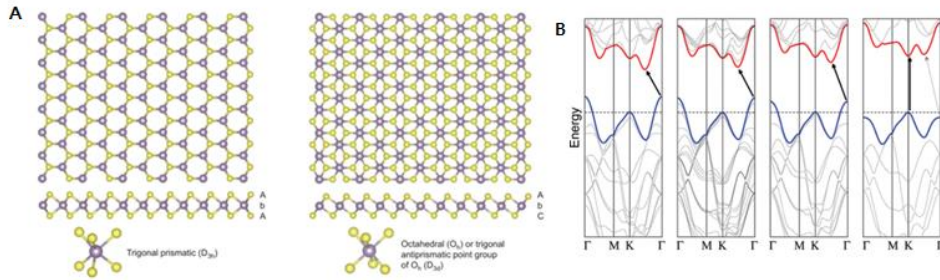 A
B
A
b
A
Trigonal prismatic (D3h)
A
b
C
Octahedral (Oh) or trigonal
antiprismatic point group
of Oh (D3d)
Energy
Γ M K Γ Γ M K Γ Γ M K Γ Γ M K Γ